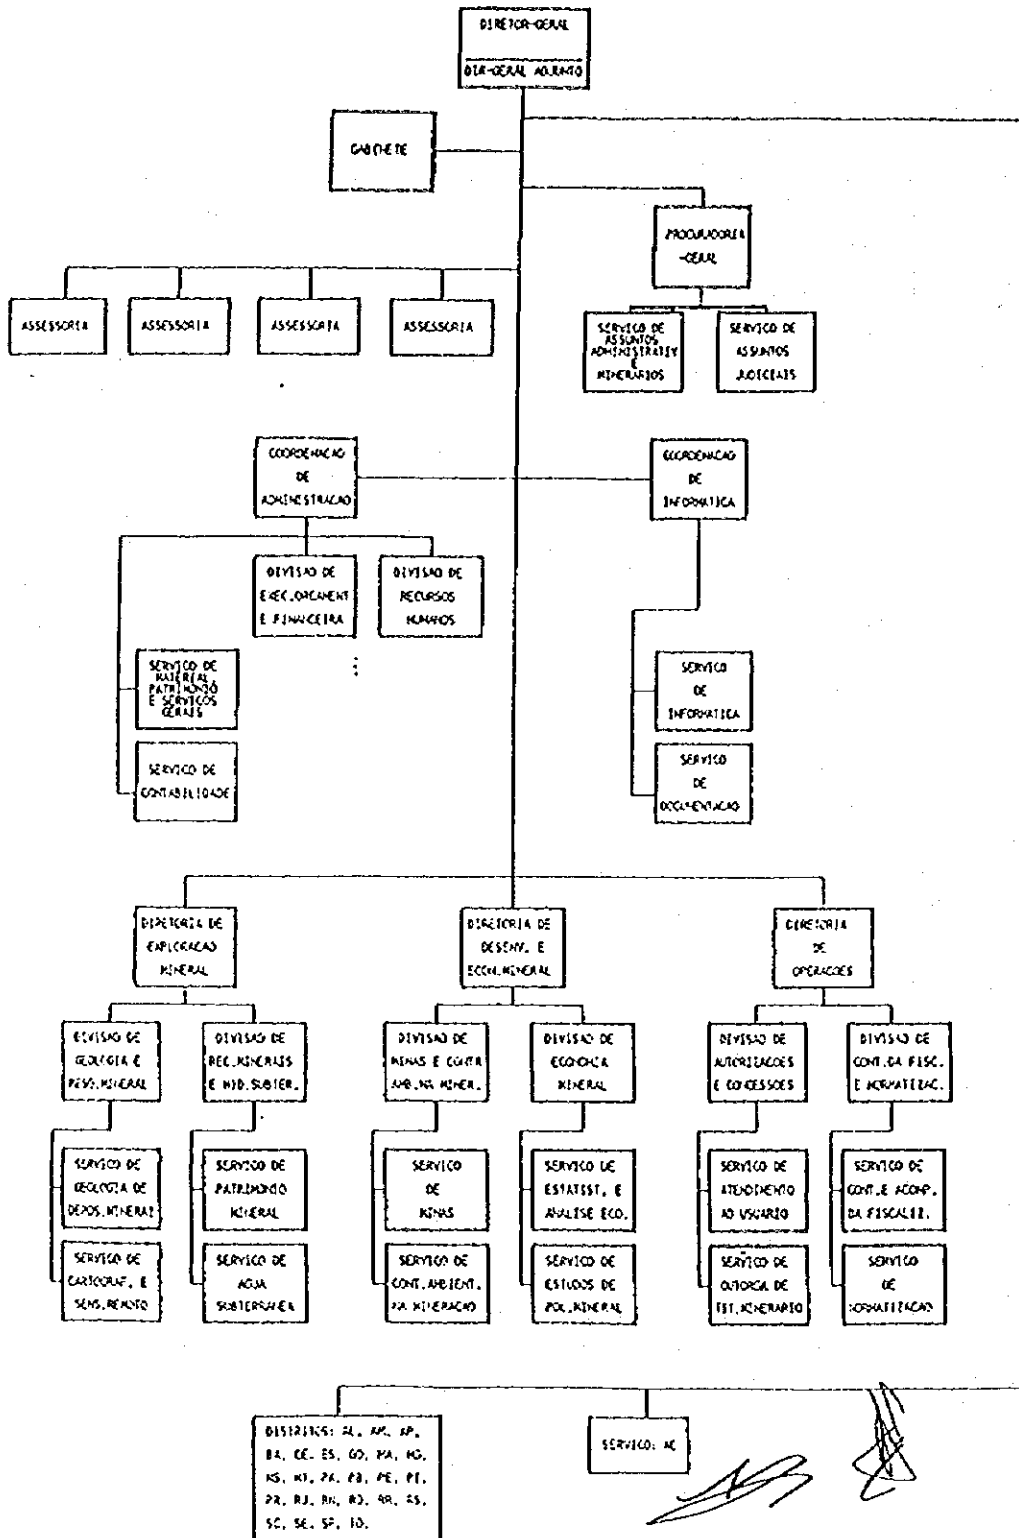 DIRETOR-GERAL
DIR-GERAL ADJUNTO
GABINETE
PROCURADORIA
-GERAL
ASSESSORIA
ASSESSORIA
ASSESSORIA
ASSESSORIA
SERVICO DE
ASSUNTOS
ADMINISTRATIV
E
MINERÁRIOS
SERVICO DE
ASSUNTOS
JUDICIAIS
COORDENACAO
DE
ADMINISTRACAO
COORDENACAO
DE
INFORMATICA
DIVISAO DE
EXEC.ORCAMENT
E FINANCEIRA
DIVISAO DE
RECURSOS
HUMANOS
SERVICO DE
MATERIAL,
PATRIMONIO
E SERVICOS
GERAIS
SERVICO DE
CONTABILIDADE
SERVICO
DE
INFORMATICA
SERVICO
DE
DOCUMENTACAO
DIRETORIA DE
EXPLORACAO
MINERAL
DIRETORIA DE
DESENV. E
ECON.MINERAL
DIRETORIA
DE
OPERACOES
DIVISAO DE
GEOLOGIA E
PESQ.MINERAL
DIVISAO DE
REC.MINERAIS
E HID.SUBTER.
DIVISAO DE
MINAS E CONTR
AMB.NA MINER.
DIVISAO DE
ECONOMIA
MINERAL
DIVISAO DE
AUTORIZACOES
E CONCESSOES
DIVISAO DE
CONT.DA FISC.
E NORMATIZAC.
SERVICO DE
GEOLOGIA DE
DEPOS.MINERAI
SERVICO DE
PATRIMONIO
MINERAL
SERVICO
DE
MINAS
SERVICO DE
ESTATIST. E
ANALISE ECO.
SERVICO DE
ATENDIMENTO
AO USUARIO
SERVICO DE
CONT.E ACOMP.
DA FISCALIZ.
SERVICO DE
CARTOGRAF. E
SENS.REMOTO
SERVICO DE
AGUA
SUBTERRANEA
SERVICO DE
CONT.AMBIENT.
NA MINERACAO
SERVICO DE
ESTUDOS DE
POL.MINERAL
SERVICO DE
OUTORGA DE
TIT.MINERARIO
SERVICO
DE
NORMATIZACAO
DISTRITOS: AL, AM, AP,
BA, CE, ES, GO, MA, MG,
MS, MT, PA, PB, PE, PI,
PR, RJ, RN, RO, RR, RS,
SC, SE, SP, TO.
SERVICO: AC